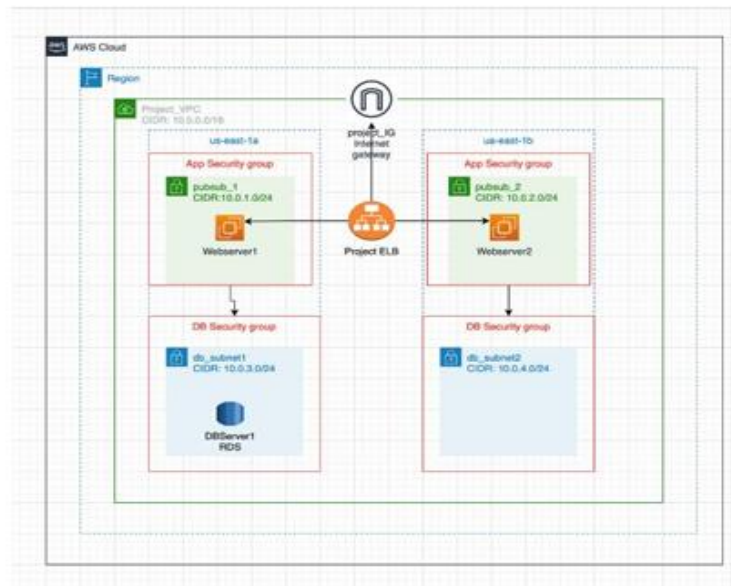 aws
AWS Cloud
Region
Project_VPC
CIDR: 10.0.0.0/16
project_IG
Internet
gateway
us-east-1a
App Security group
pubsub_1
CIDR:10.0.1.0/24
Webserver1
Project ELB
us-east-1b
App Security group
pubsub_2
CIDR: 10.0.2.0/24
Webserver2
DB Security group
db_subnet1
CIDR: 10.0.3.0/24
DBServer1
RDS
DB Security group
db_subnet2
CIDR: 10.0.4.0/24